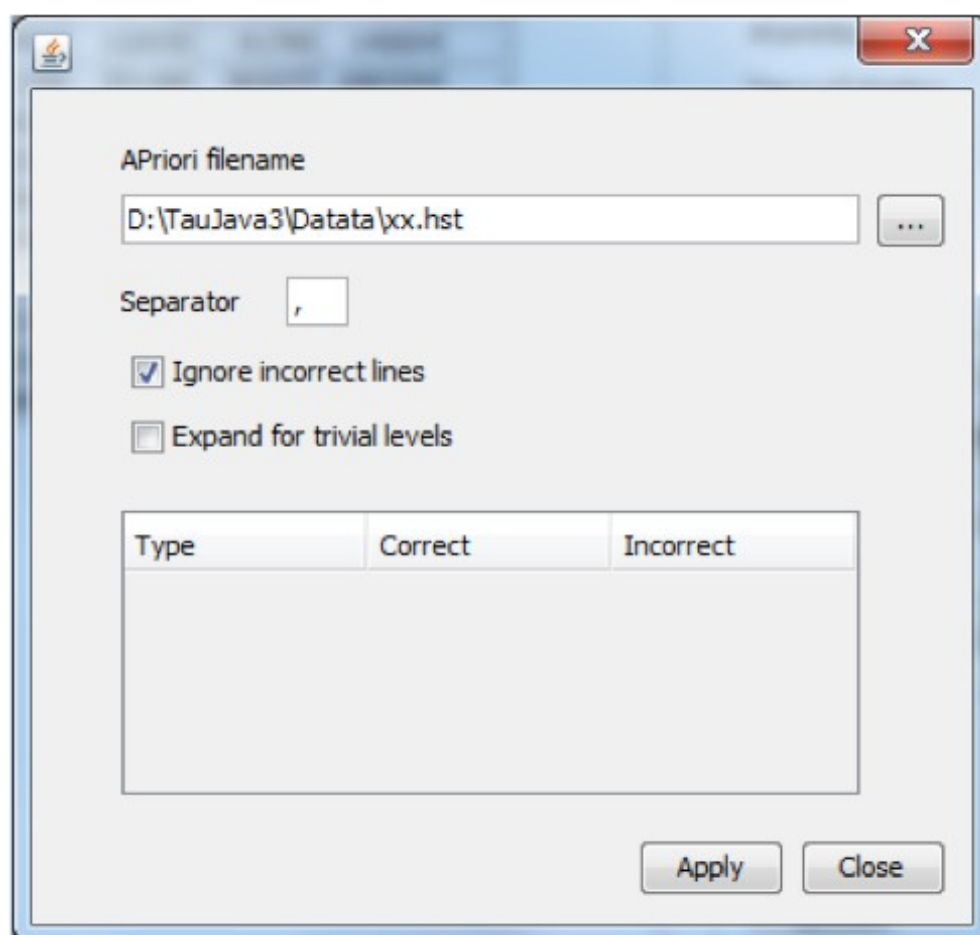 APriori filename
D:\TauJava3\Datata\xx.hst
...
Separator ,
Ignore incorrect lines
Expand for trivial levels
Type Correct Incorrect
Apply Close